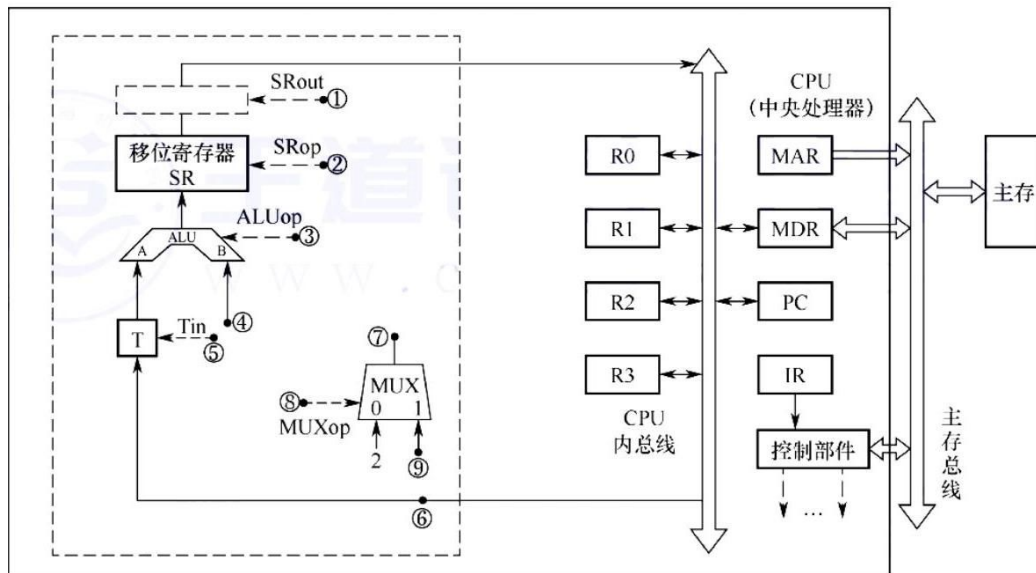 SRout
①
移位寄存器
SR
SRop
②
ALUop
③
A
ALU
B
④
T
Tin
⑤
⑦
MUX
0 1
⑧
MUXop
2
⑨
⑥
R0
R1
R2
R3
CPU
内总线
CPU
(中央处理器)
MAR
MDR
PC
IR
控制部件
...
主存总线
主存